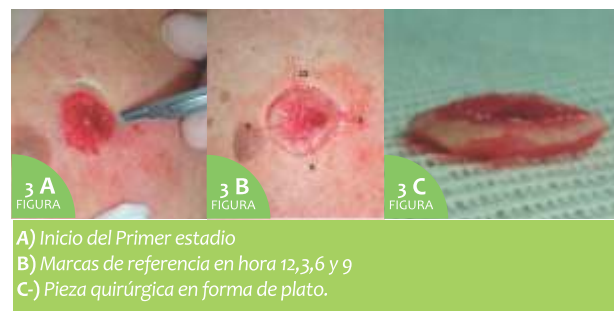 3 A
FIGURA
3 B
FIGURA
3 C
FIGURA
A) Inicio del Primer estadio
B) Marcas de referencia en hora 12,3,6 y 9
C-) Pieza quirúrgica en forma de plato.